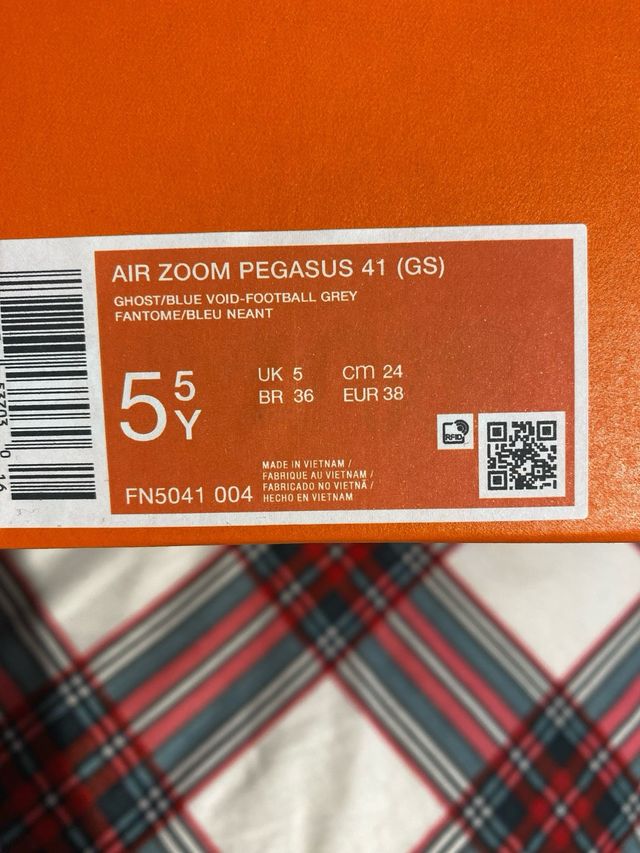 AIR ZOOM PEGASUS 41 (GS)
GHOST/BLUE VOID-FOOTBALL GREY
FANTOME/BLEU NEANT
5 5 Y
UK 5 cm 24
BR 36 EUR 38
RFID
MADE IN VIETNAM /
FABRIQUE AU VIETNAM /
FABRICADO NO VIETNÃ /
HECHO EN VIETNAM
FN5041 004